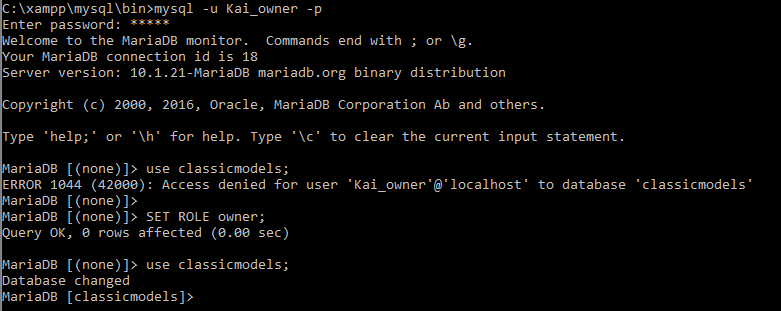 C:\xampp\mysql\bin>mysql -u Kai_owner -p
Enter password: *****
Welcome to the MariaDB monitor.  Commands end with ; or \g.
Your MariaDB connection id is 18
Server version: 10.1.21-MariaDB mariadb.org binary distribution
Copyright (c) 2000, 2016, Oracle, MariaDB Corporation Ab and others.
Type 'help;' or '\h' for help. Type '\c' to clear the current input statement.
MariaDB [(none)]> use classicmodels;
ERROR 1044 (42000): Access denied for user 'Kai_owner'@'localhost' to database 'classicmodels'
MariaDB [(none)]>
MariaDB [(none)]> SET ROLE owner;
Query OK, 0 rows affected (0.00 sec)
MariaDB [(none)]> use classicmodels;
Database changed
MariaDB [classicmodels]>